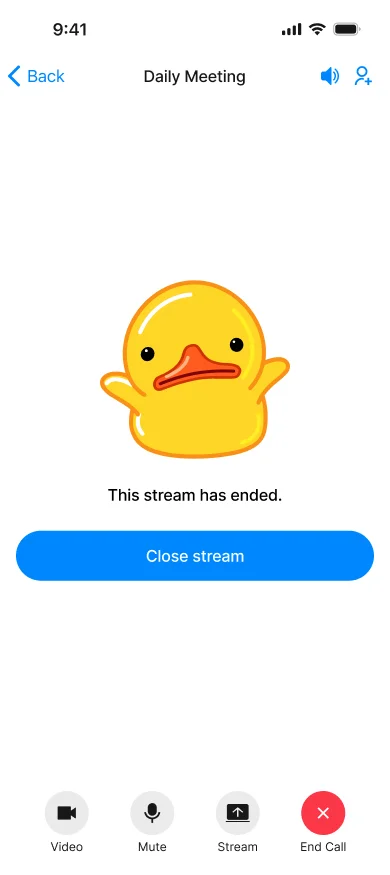 9:41
Back
Daily Meeting
This stream has ended.
Close stream
Video
Mute
Stream
End Call